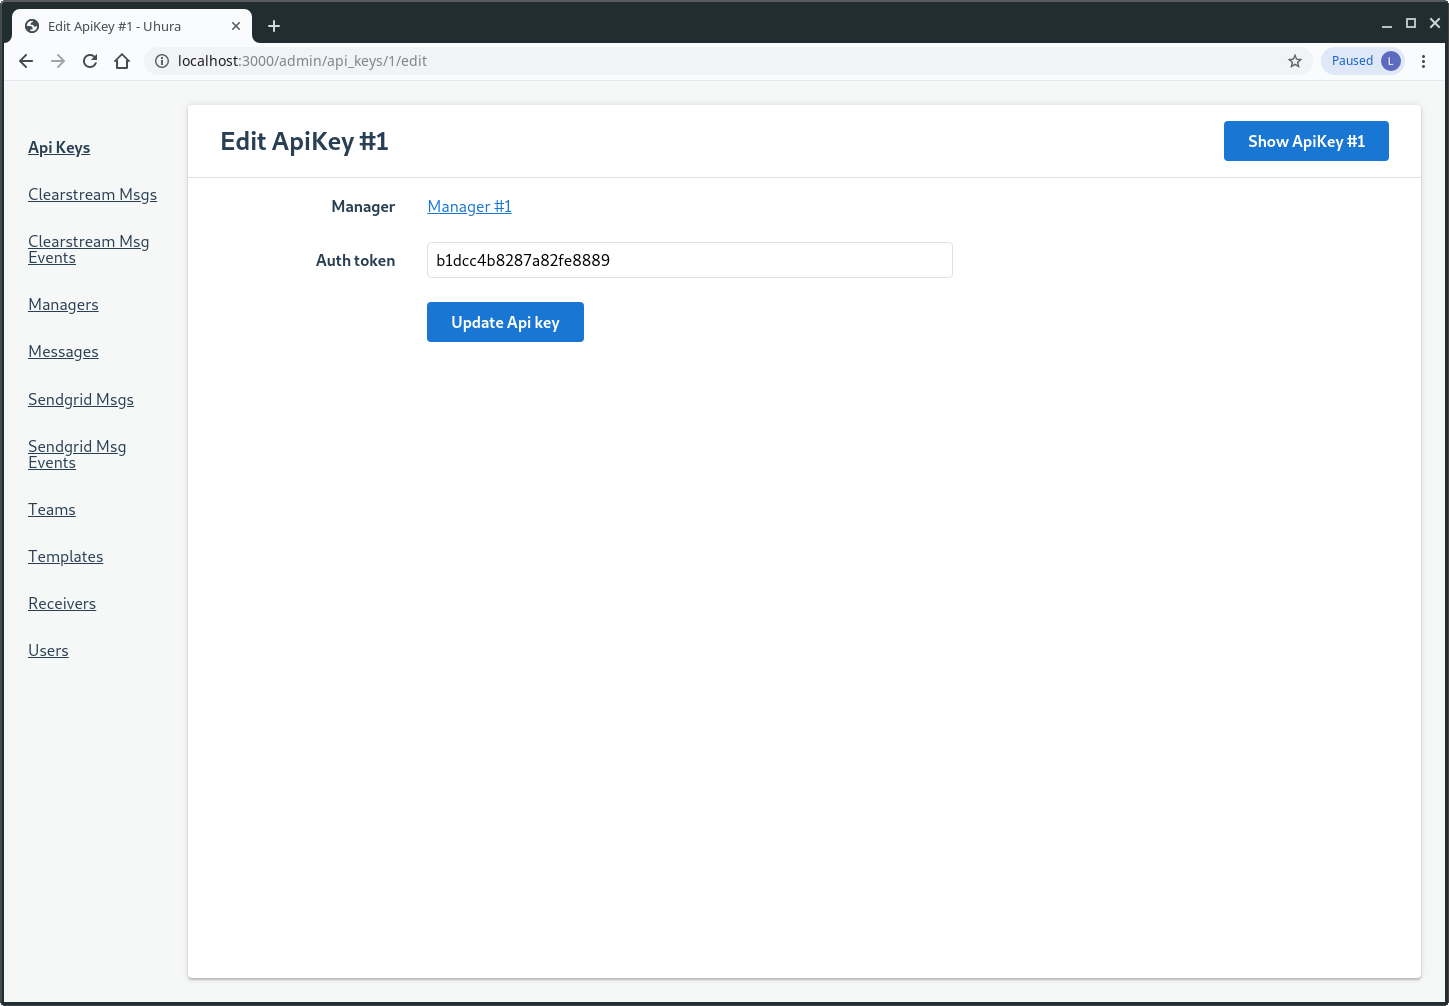 Edit ApiKey #1 - Uhura
localhost:3000/admin/api_keys/1/edit
Paused
L
Api Keys
Clearstream Msgs
Clearstream Msg
Events
Managers
Messages
Sendgrid Msgs
Sendgrid Msg
Events
Teams
Templates
Receivers
Users
Edit ApiKey #1
Show ApiKey #1
Manager
Manager #1
Auth token
b1dcc4b8287a82fe8889
Update Api key